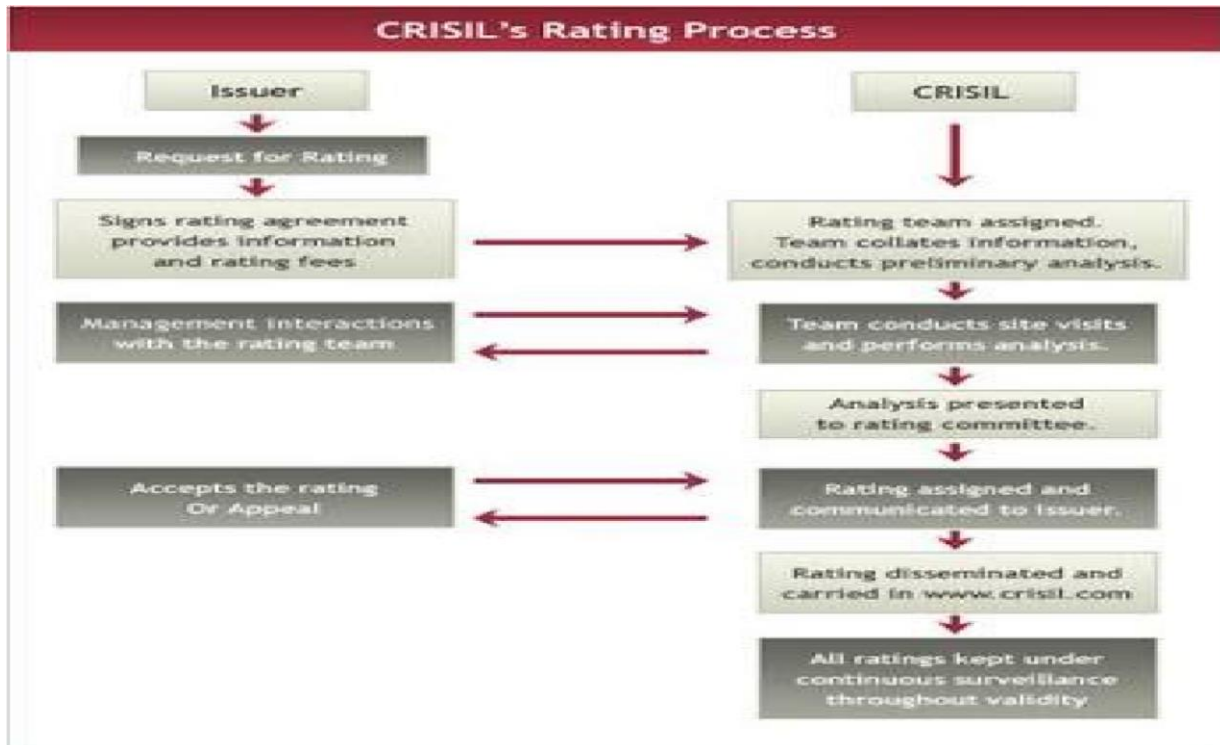 CRISIL's Rating Process
Issuer
Request for Rating
Signs rating agreement
provides information
and rating fees
Management interactions
with the rating team
Accepts the rating
Or Appeal
CRISIL
Rating team assigned.
Team collates information,
conducts preliminary analysis.
Team conducts site visits
and performs analysis.
Analysis presented
to rating committee.
Rating assigned and
communicated to issuer.
Rating disseminated and
carried in www.crisil.com
All ratings kept under
continuous surveillance
throughout validity